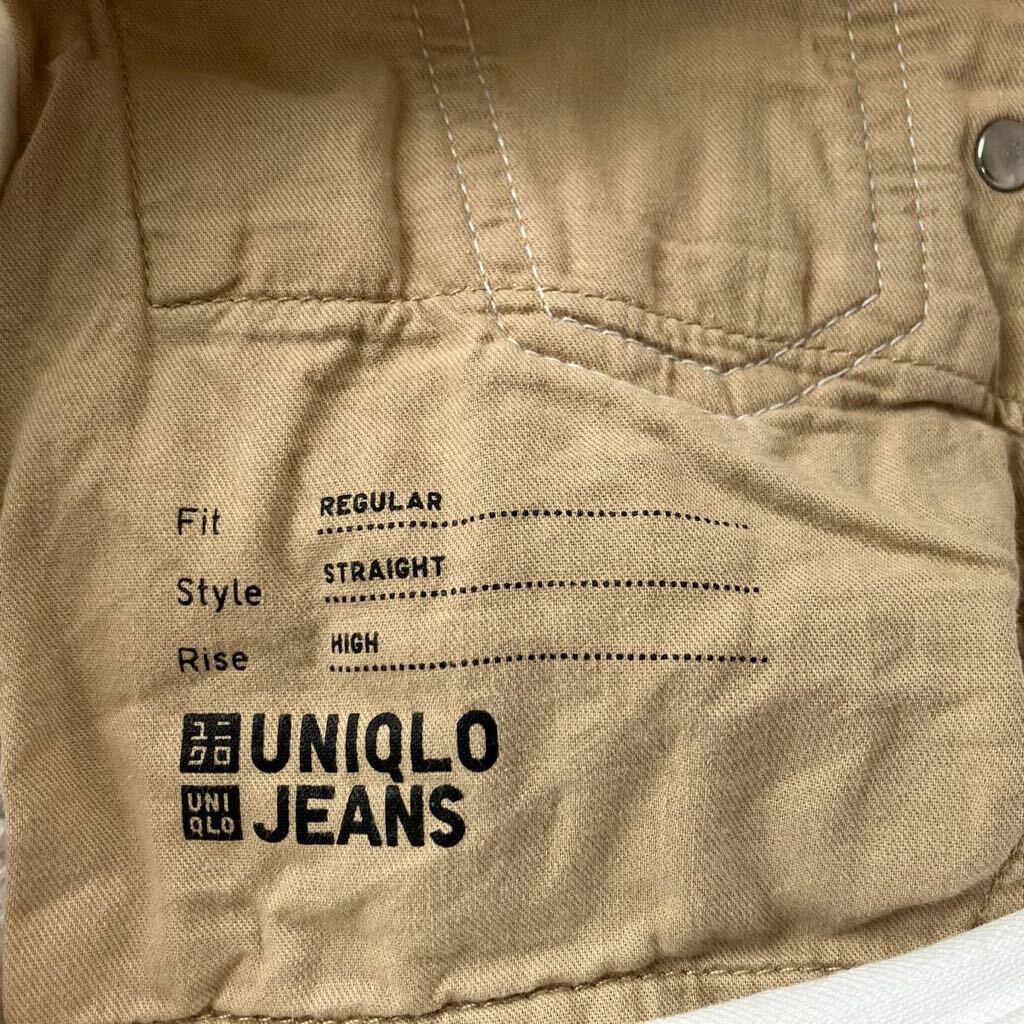 Fit REGULAR
Style STRAIGHT
Rise HIGH
ユニ UNIQLO
クロ
UNI JEANS
QLO